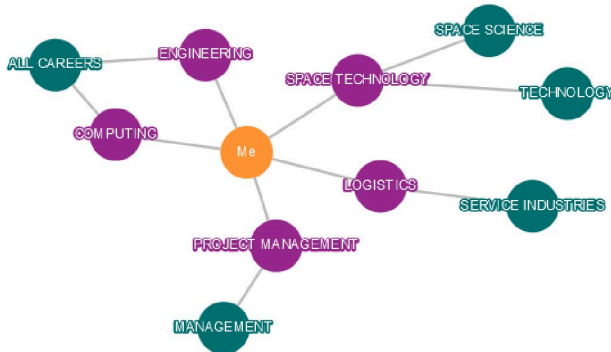 SPACE SCIENCE
ENGINEERING
ALL CAREERS
SPACE TECHNOLOGY
TECHNOLOGY
COMPUTING
Me
LOGISTICS
SERVICE INDUSTRIES
PROJECT MANAGEMENT
MANAGEMENT